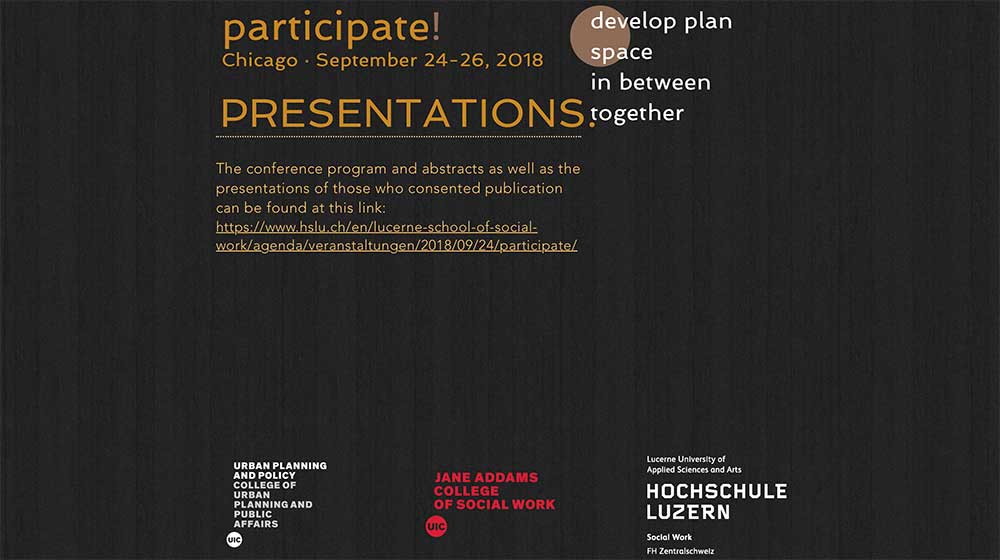 participate!
Chicago · September 24-26, 2018
develop plan
space
in between
together
PRESENTATIONS.
The conference program and abstracts as well as the
presentations of those who consented publication
can be found at this link:
https://www.hslu.ch/en/lucerne-school-of-social-
work/agenda/veranstaltungen/2018/09/24/participate/
URBAN PLANNING
AND POLICY
COLLEGE OF
URBAN
PLANNING AND
PUBLIC
AFFAIRS
UIC
JANE ADDAMS
COLLEGE
OF SOCIAL WORK
UIC
Lucerne University of
Applied Sciences and Arts
HOCHSCHULE
LUZERN
Social Work
FH Zentralschweiz